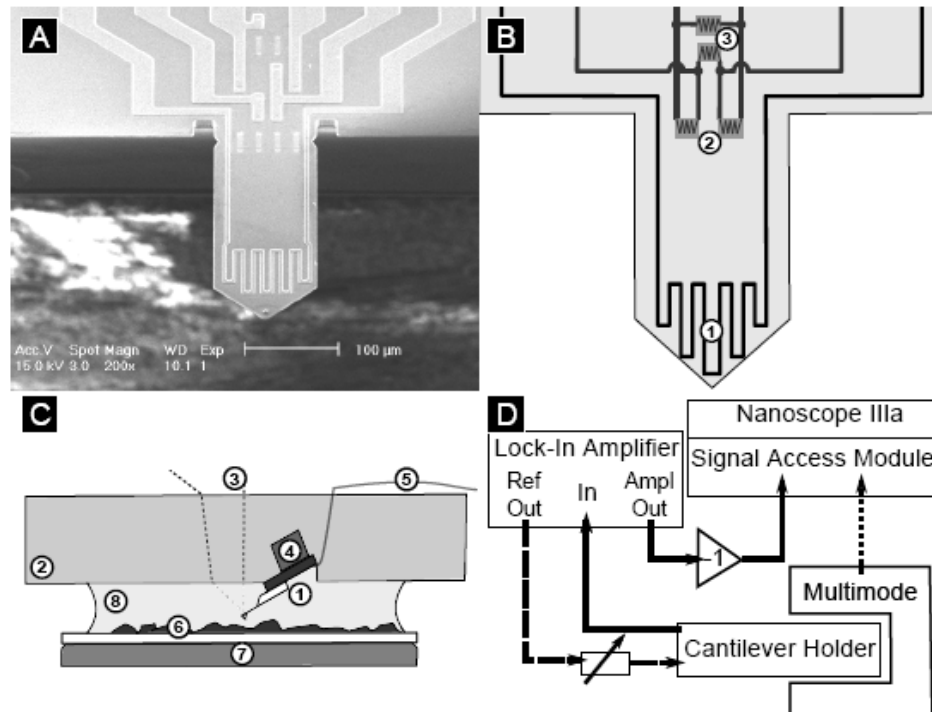 A
Acc.V Spot Magn WD Exp
15.0 kV 3.0 200x 10.1 1
100 µm
B
3
2
1
C
3
5
4
2
1
8
6
7
D
Nanoscope IIIa
Lock-In Amplifier
Signal Access Module
Ref Out
In
Ampl Out
-1
Multimode
Cantilever Holder